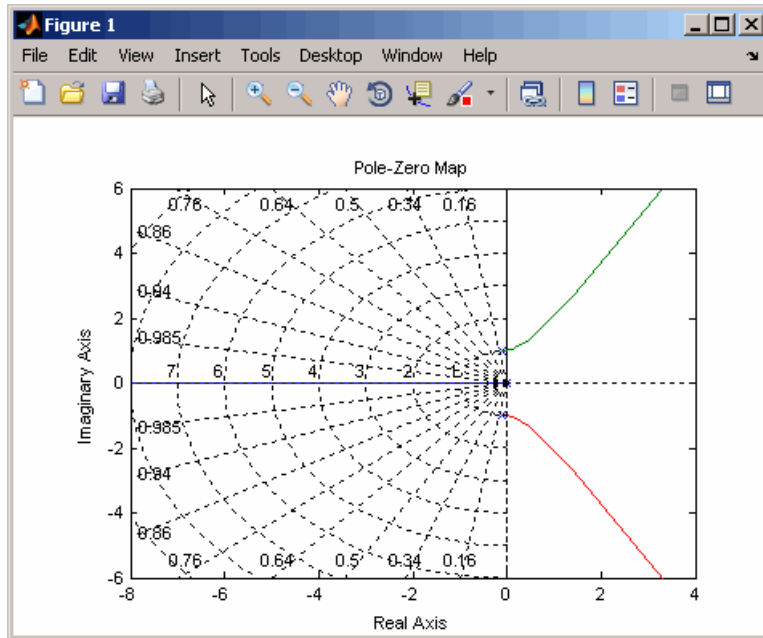 Figure 1
File Edit View Insert Tools Desktop Window Help
Pole-Zero Map
6
4
2
0
-2
-4
-6
Imaginary Axis
0.76 0.64 0.5 0.34 0.16
0.86
0.94
0.985
7 6 5 4 3 2 1
0.985
0.94
0.86
0.76 0.64 0.5 0.34 0.16
-8 -6 -4 -2 0 2 4
Real Axis